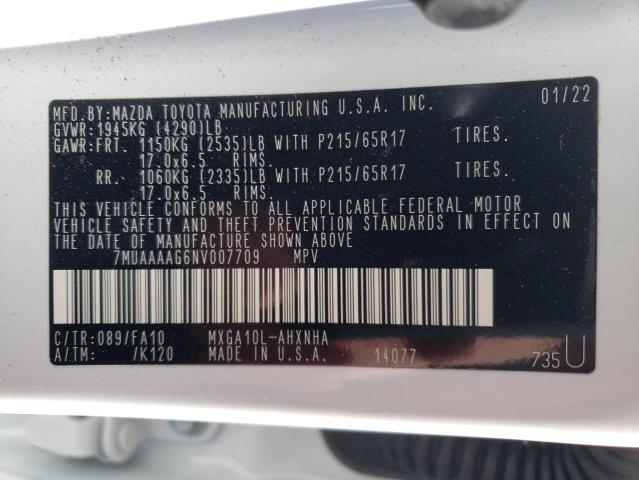 MFD.BY:MAZDA TOYOTA MANUFACTURING U.S.A. INC. 01/22
GVWR:1945KG (4290)LB
GAWR:FRT. 1150KG (2535)LB WITH P215/65R17 TIRES.
17.0x6.5 RIMS.
RR. 1060KG (2335)LB WITH P215/65R17 TIRES.
17.0x6.5 RIMS.
THIS VEHICLE CONFORMS TO ALL APPLICABLE FEDERAL MOTOR
VEHICLE SAFETY AND THEFT PREVENTION STANDARDS IN EFFECT ON
THE DATE OF MANUFACTURE SHOWN ABOVE
7MUAAAAG6NV007709 MPV
C/TR:089/FA10 MXGA10L-AHXNHA
A/TM: /K120 MADE IN U.S.A. 14077 735U